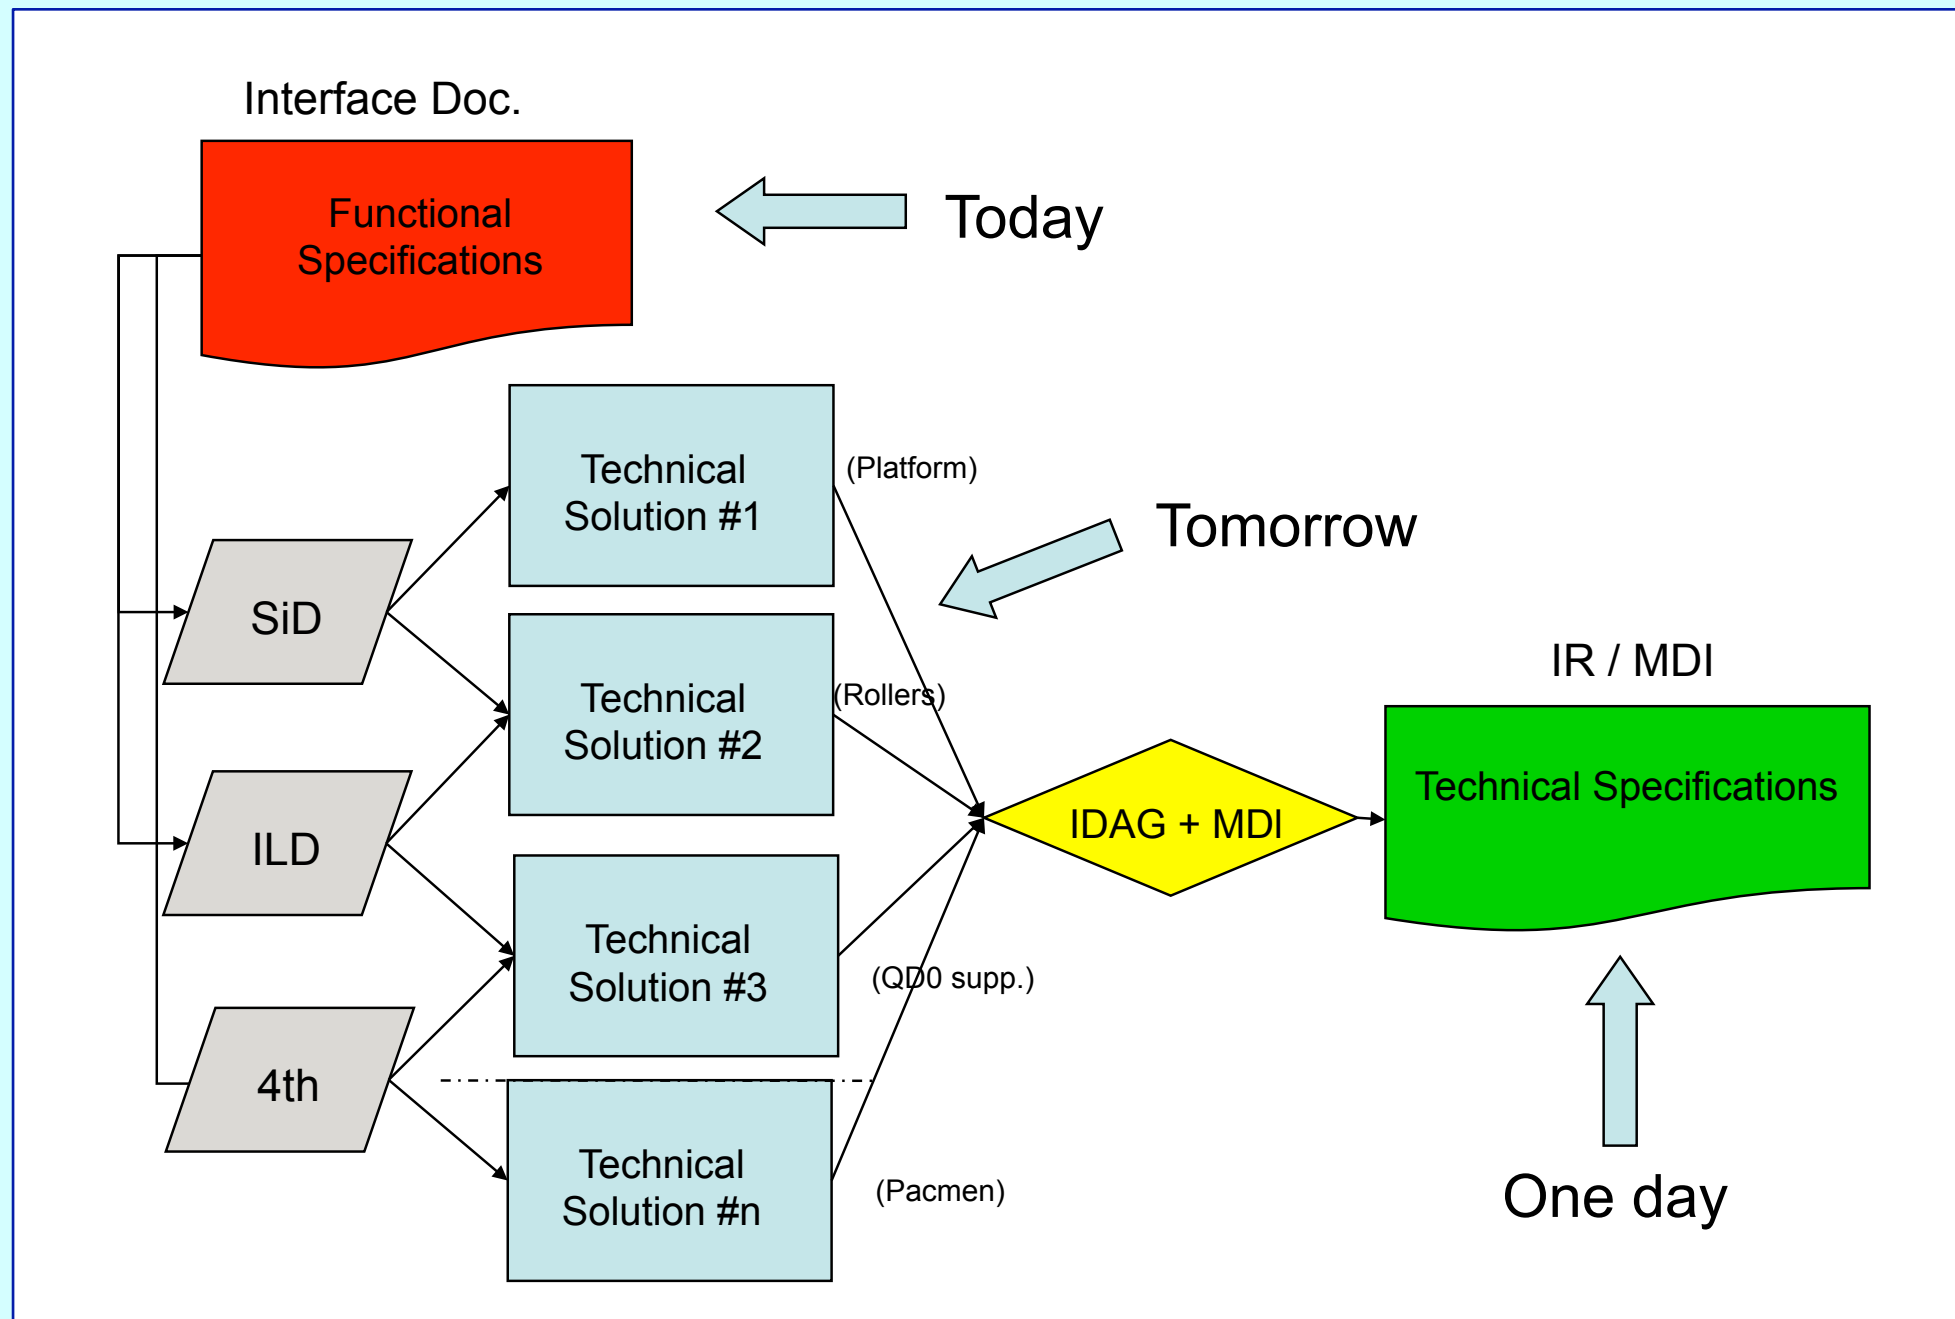 Interface Doc.
Functional
Specifications
Today
Technical
Solution #1
(Platform)
Tomorrow
SiD
Technical
Solution #2
(Rollers)
IR / MDI
Technical Specifications
IDAG + MDI
ILD
Technical
Solution #3
(QD0 supp.)
4th
Technical
Solution #n
(Pacmen)
One day